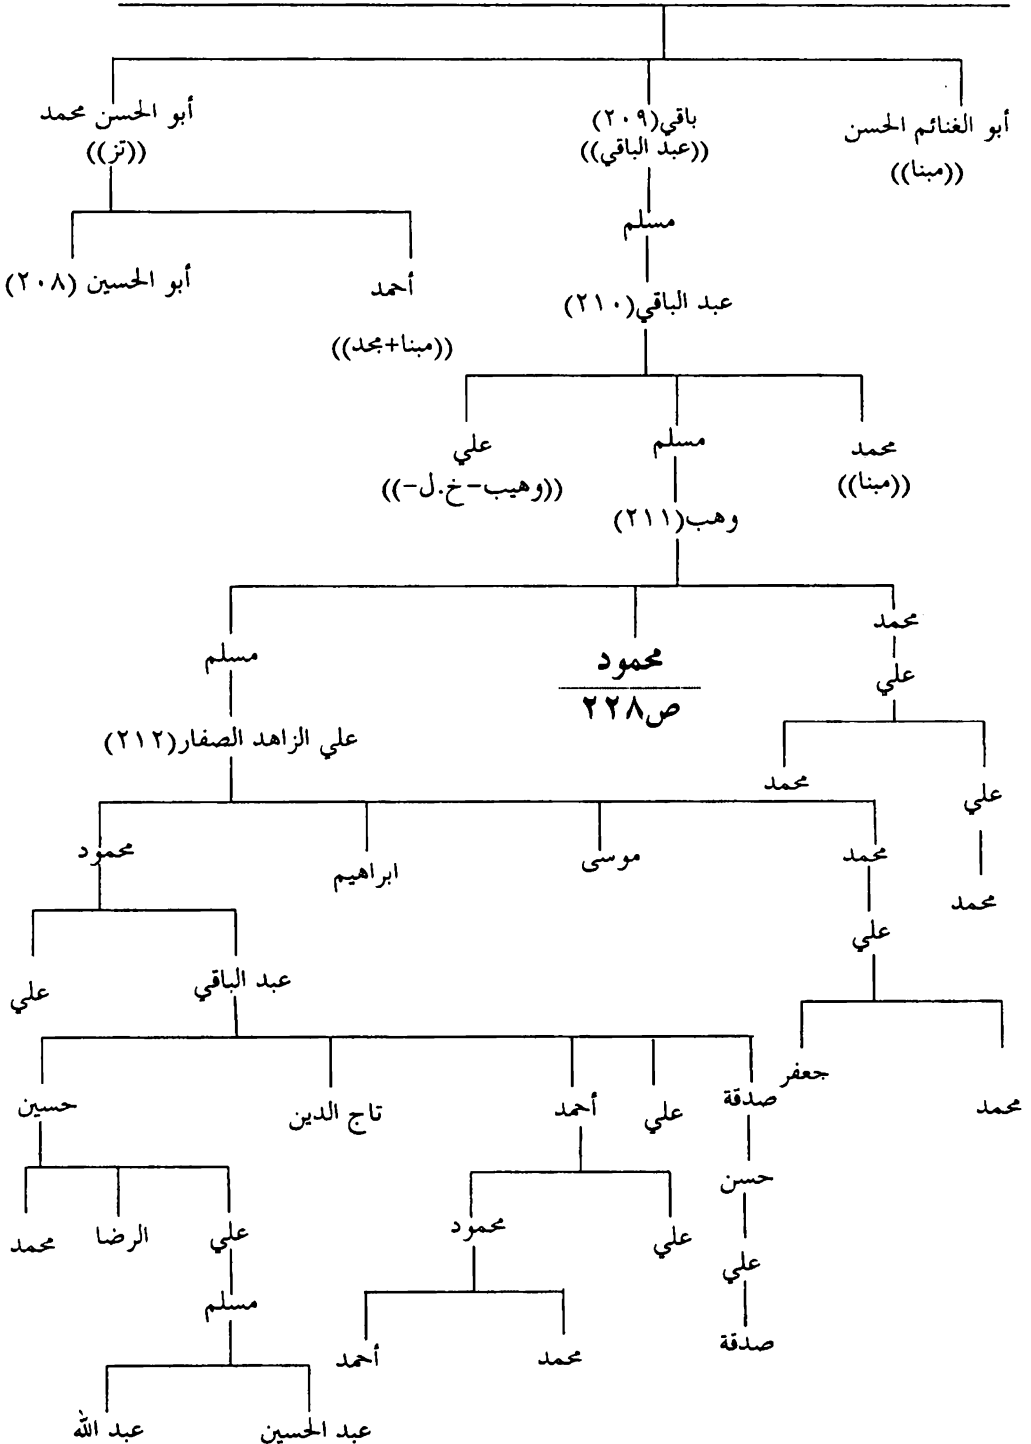 أبو الغنائم الحسن
((مبنا))
باقي(٢٠٩)
((عبد الباقي))
أبو الحسن محمد
((تز))
مسلم
أحمد
((مبنا+مجد))
أبو الحسين (٢٠٨)
عبد الباقي(٢١٠)
محمد
((مبنا))
مسلم
علي
((وهيب-خ.ل-))
وهب(٢١١)
محمد
محمود
ص٢٢٨
مسلم
علي
علي الزاهد الصفار(٢١٢)
علي
محمد
محمد
محمد
موسى
ابراهيم
محمود
علي
عبد الباقي
علي
محمد
جعفر
صدقة
علي
أحمد
تاج الدين
حسين
حسن
علي
محمود
علي
الرضا
محمد
علي
مسلم
صدقة
محمد
أحمد
عبد الحسين
عبد الله